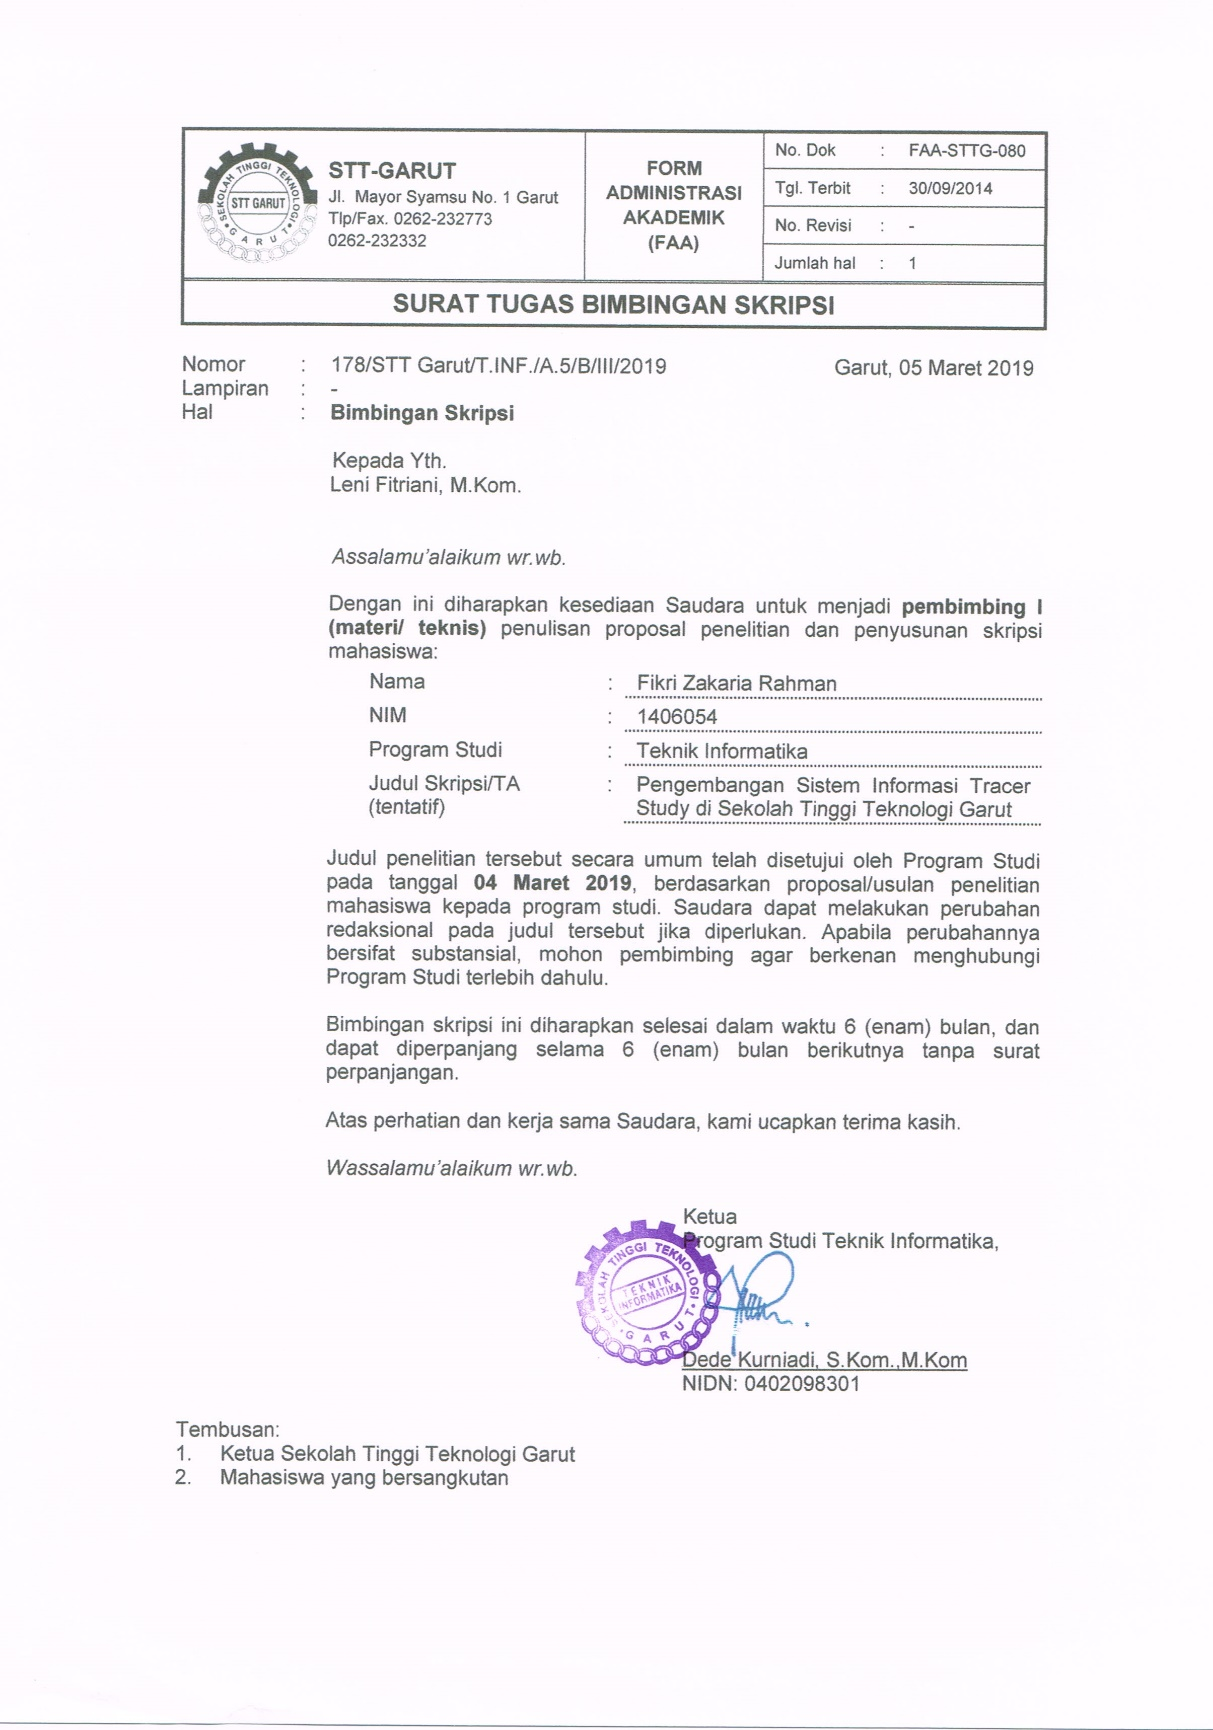 SEKOLAH TINGGI TEKNOLOGI
STT GARUT
• G A R U T •
STT-GARUT
Jl. Mayor Syamsu No. 1 Garut
Tlp/Fax. 0262-232773
0262-232332
FORM
ADMINISTRASI
AKADEMIK
(FAA)
No. Dok : FAA-STTG-080
Tgl. Terbit : 30/09/2014
No. Revisi : -
Jumlah hal : 1
SURAT TUGAS BIMBINGAN SKRIPSI
Nomor : 178/STT Garut/T.INF./A.5/B/III/2019 Garut, 05 Maret 2019
Lampiran : -
Hal : Bimbingan Skripsi
Kepada Yth.
Leni Fitriani, M.Kom.
Assalamu’alaikum wr.wb.
Dengan ini diharapkan kesediaan Saudara untuk menjadi pembimbing I
(materi/ teknis) penulisan proposal penelitian dan penyusunan skripsi
mahasiswa:
Nama : Fikri Zakaria Rahman
NIM : 1406054
Program Studi : Teknik Informatika
Judul Skripsi/TA : Pengembangan Sistem Informasi Tracer
(tentatif) Study di Sekolah Tinggi Teknologi Garut
Judul penelitian tersebut secara umum telah disetujui oleh Program Studi
pada tanggal 04 Maret 2019, berdasarkan proposal/usulan penelitian
mahasiswa kepada program studi. Saudara dapat melakukan perubahan
redaksional pada judul tersebut jika diperlukan. Apabila perubahannya
bersifat substansial, mohon pembimbing agar berkenan menghubungi
Program Studi terlebih dahulu.
Bimbingan skripsi ini diharapkan selesai dalam waktu 6 (enam) bulan, dan
dapat diperpanjang selama 6 (enam) bulan berikutnya tanpa surat
perpanjangan.
Atas perhatian dan kerja sama Saudara, kami ucapkan terima kasih.
Wassalamu’alaikum wr.wb.
Ketua
Program Studi Teknik Informatika,
SEKOLAH TINGGI TEKNOLOGI
TEKNIK
INFORMATIKA
• G A R U T •
Dede Kurniadi, S.Kom.,M.Kom
NIDN: 0402098301
Tembusan:
1. Ketua Sekolah Tinggi Teknologi Garut
2. Mahasiswa yang bersangkutan